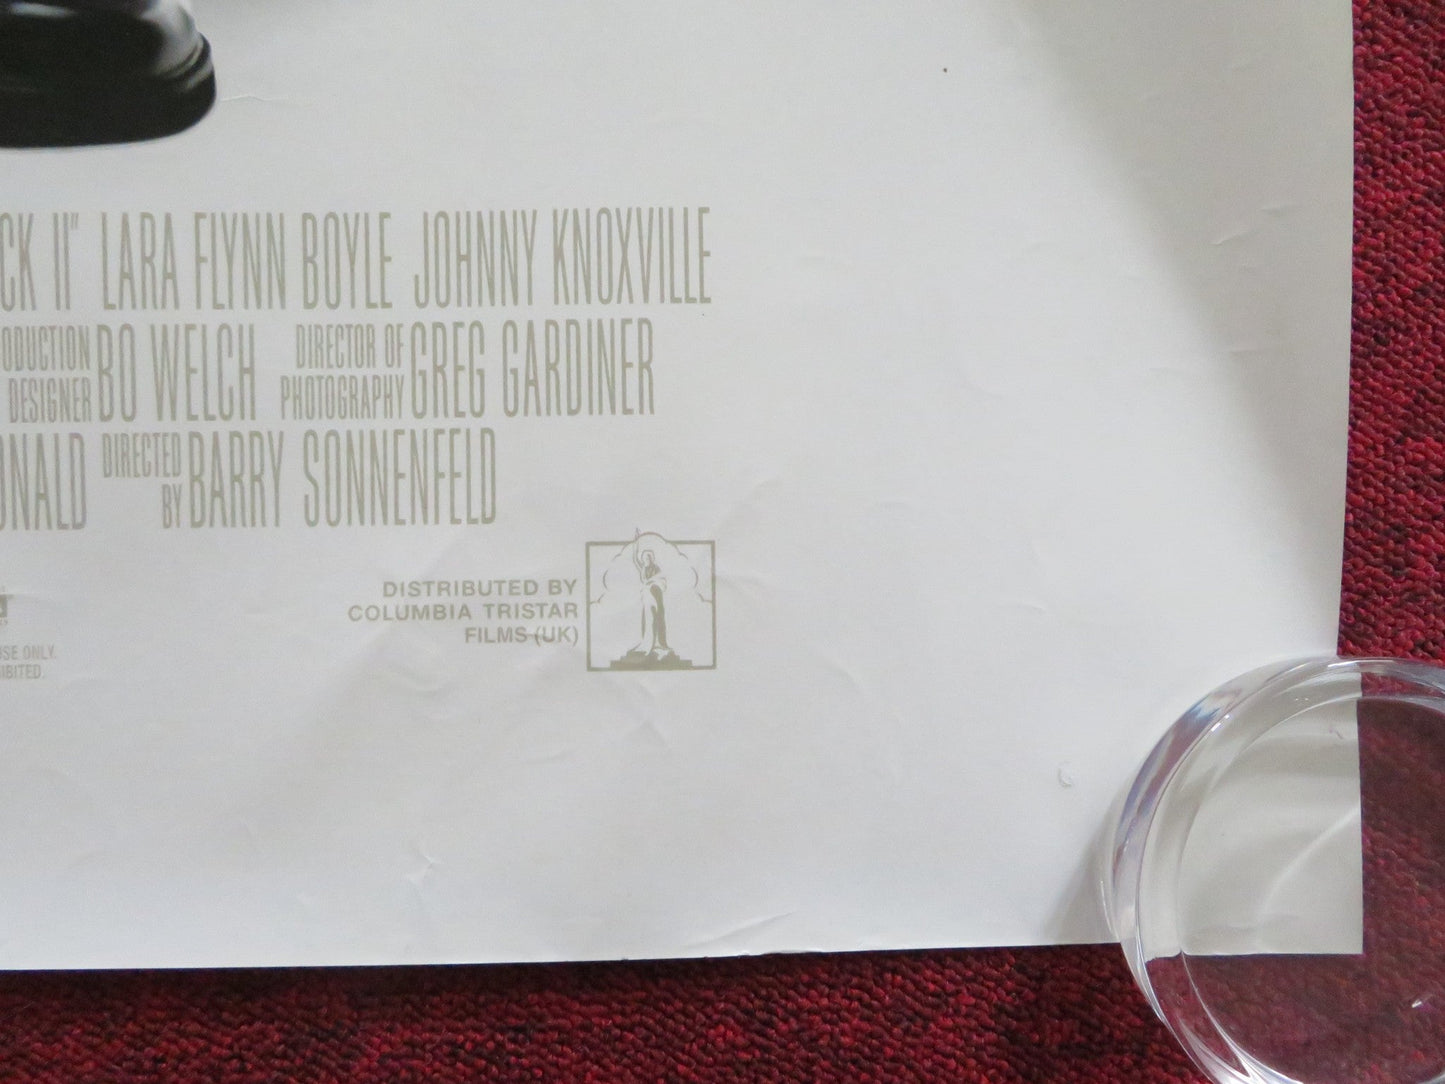 CK II" LARA FLYNN BOYLE JOHNNY KNOXVILLE
ODUCTION DESIGNER BO WELCH DIRECTOR OF PHOTOGRAPHY GREG GARDINER
ONALD DIRECTED BY BARRY SONNENFELD
DISTRIBUTED BY
COLUMBIA TRISTAR
FILMS (UK)
USE ONLY.
IBITED.